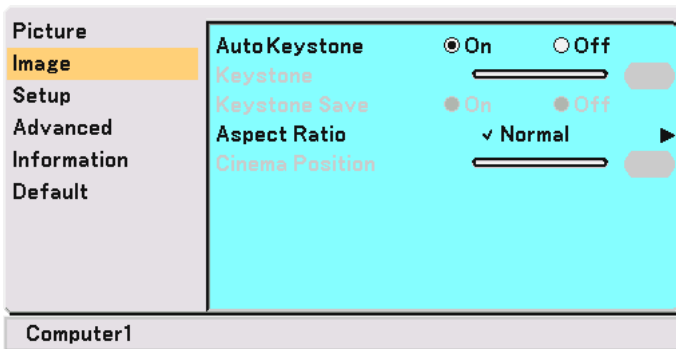 Picture
Image
Setup
Advanced
Information
Default
Auto Keystone On Off
Keystone
Keystone Save On Off
Aspect Ratio ✓ Normal ▶
Cinema Position
Computer1